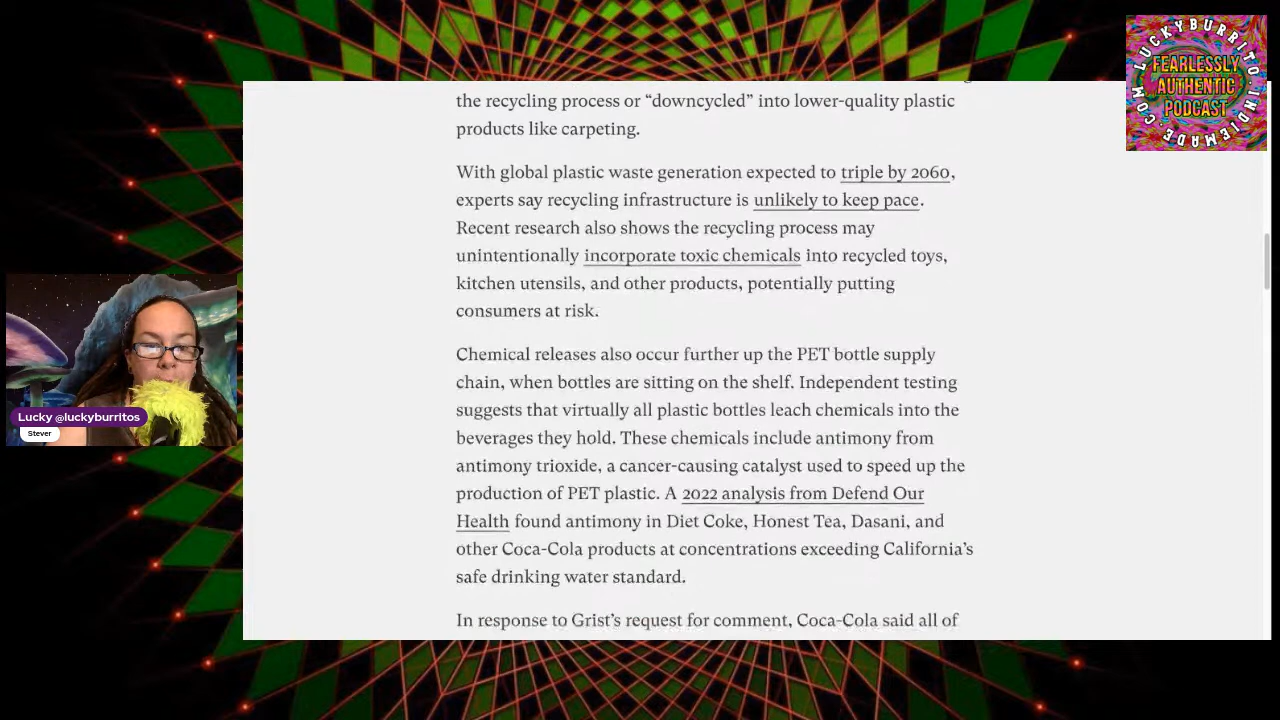 the recycling process or “downcycled” into lower-quality plastic
products like carpeting.
With global plastic waste generation expected to triple by 2060,
experts say recycling infrastructure is unlikely to keep pace.
Recent research also shows the recycling process may
unintentionally incorporate toxic chemicals into recycled toys,
kitchen utensils, and other products, potentially putting
consumers at risk.
Chemical releases also occur further up the PET bottle supply
chain, when bottles are sitting on the shelf. Independent testing
suggests that virtually all plastic bottles leach chemicals into the
beverages they hold. These chemicals include antimony from
antimony trioxide, a cancer-causing catalyst used to speed up the
production of PET plastic. A 2022 analysis from Defend Our
Health found antimony in Diet Coke, Honest Tea, Dasani, and
other Coca-Cola products at concentrations exceeding California’s
safe drinking water standard.
In response to Grist’s request for comment, Coca-Cola said all of
LUCKYBURRITO.INDIEMADE.COM
FEARLESSLY
AUTHENTIC
PODCAST
Lucky @luckyburritos
Stever